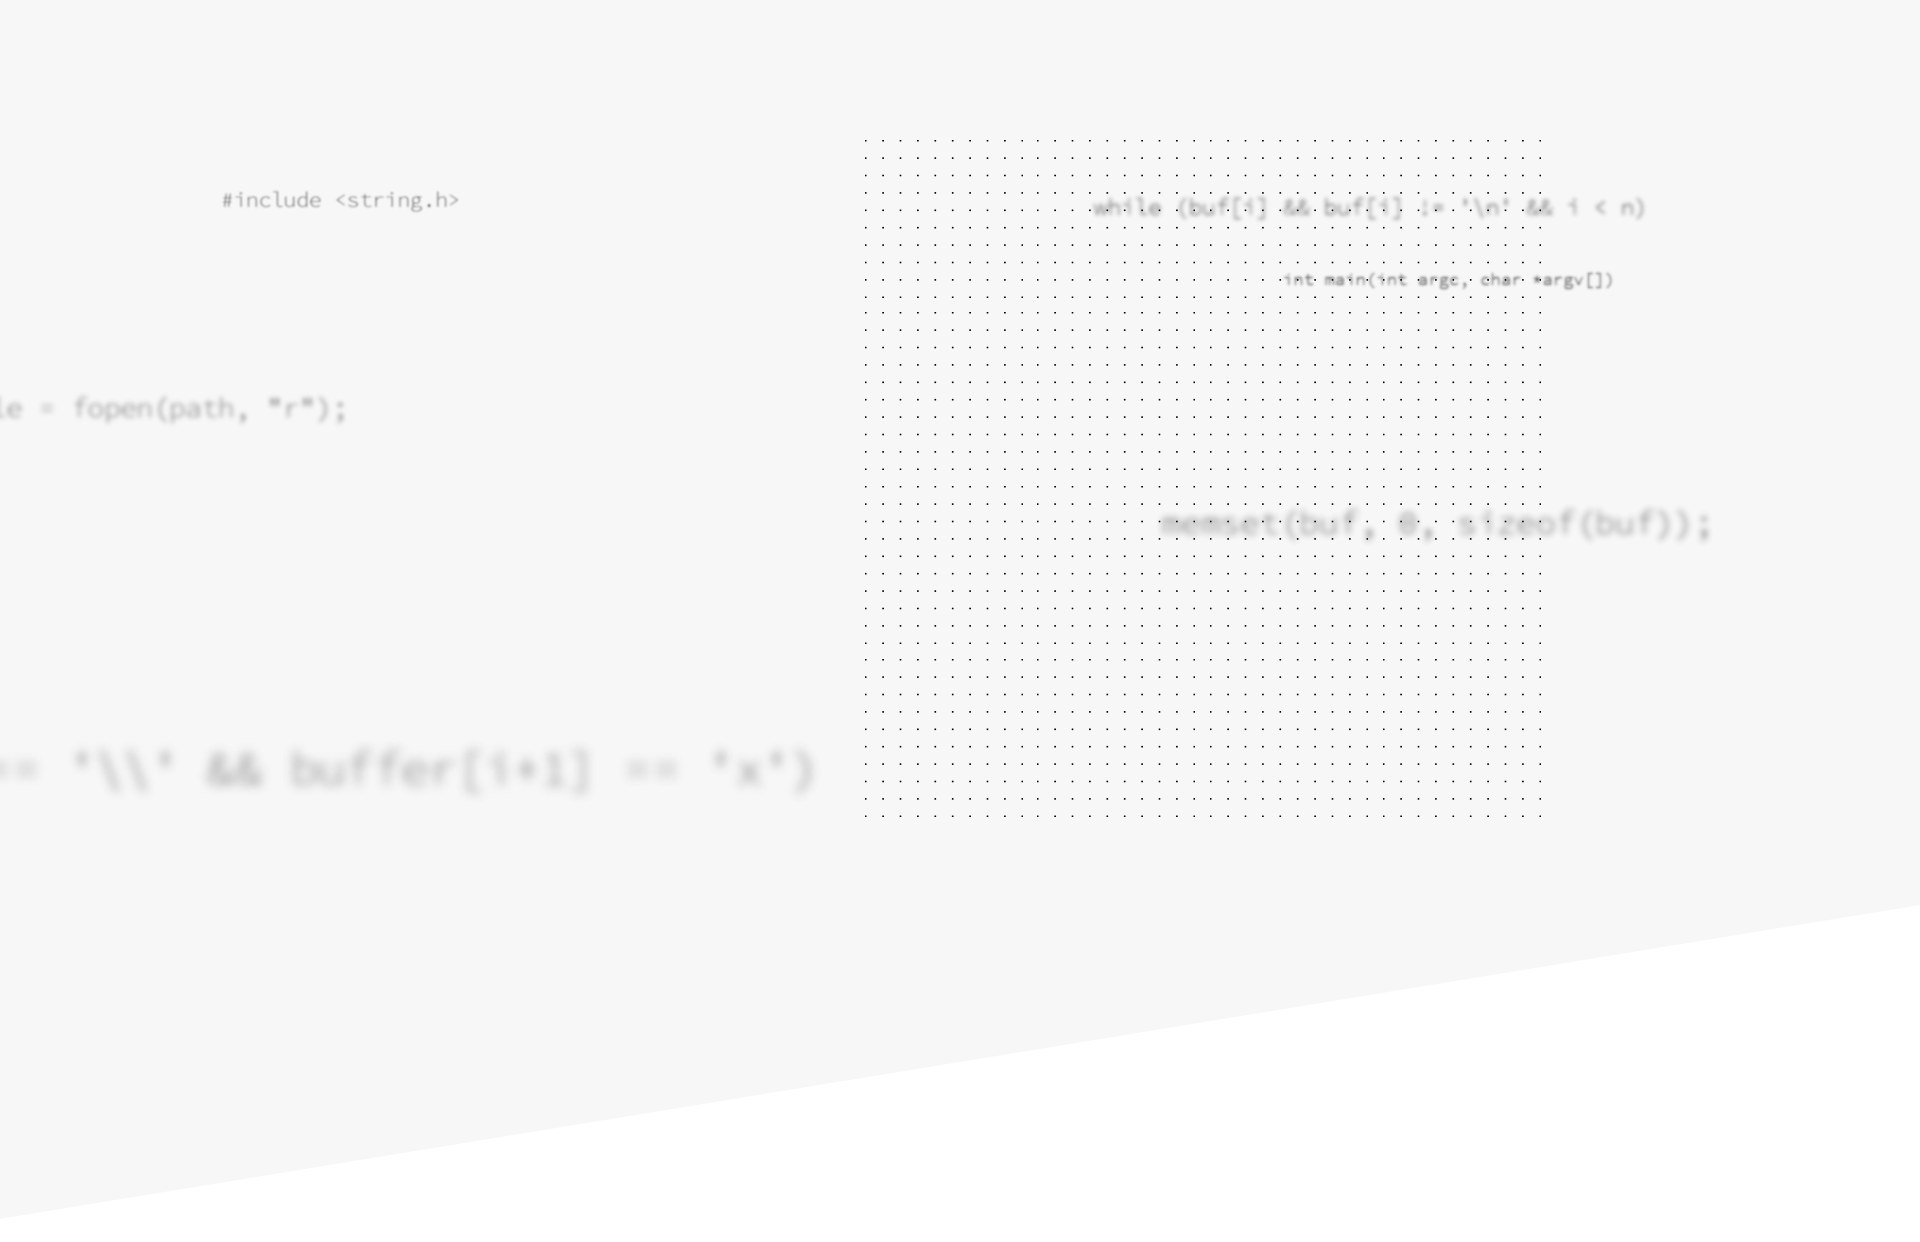 #include <string.h>
while (buf[i] && buf[i] != '\n' && i < n)
int main(int argc, char *argv[])
le = fopen(path, "r");
memset(buf, 0, sizeof(buf));
== '\\' && buffer[i+1] == 'x')